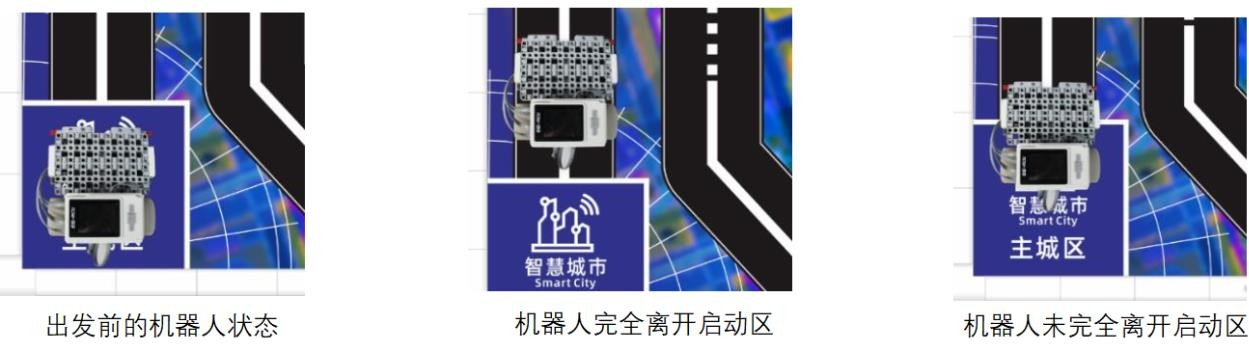 智慧城市
Smart City
智慧城市
Smart City
主城区
出发前的机器人状态
机器人完全离开启动区
机器人未完全离开启动区